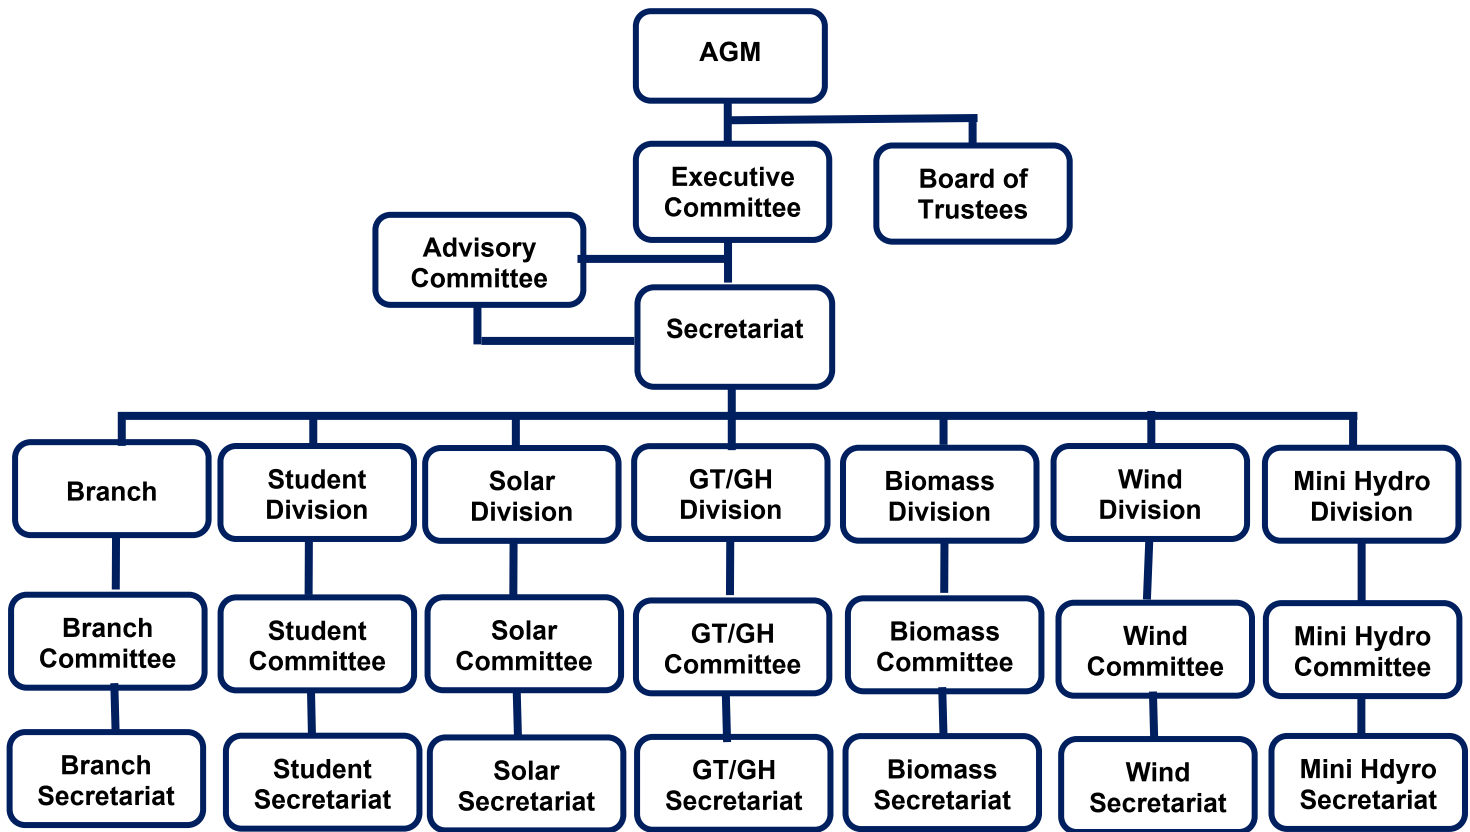 AGM
Executive
Committee
Board of
Trustees
Advisory
Committee
Secretariat
Branch
Student
Division
Solar
Division
GT/GH
Division
Biomass
Division
Wind
Division
Mini Hydro
Division
Branch
Committee
Student
Committee
Solar
Committee
GT/GH
Committee
Biomass
Committee
Wind
Committee
Mini Hydro
Committee
Branch
Secretariat
Student
Secretariat
Solar
Secretariat
GT/GH
Secretariat
Biomass
Secretariat
Wind
Secretariat
Mini Hdyro
Secretariat